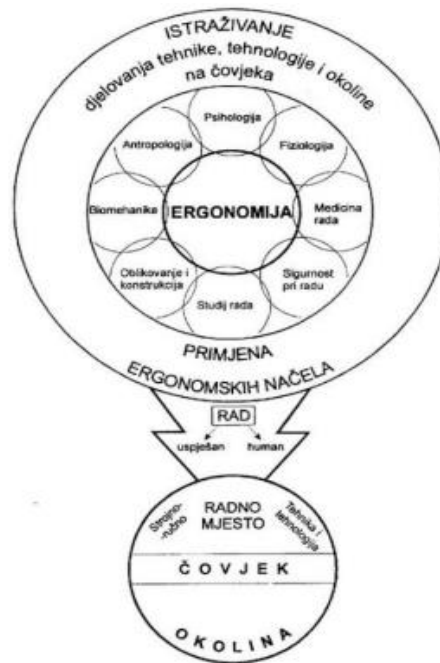 ISTRAŽIVANJE
djelovanja tehnike, tehnologije i okoline
na čovjeka
Psihologija
Antropologija
Fiziologija
Biomehanika
ERGONOMIJA
Medicina
rada
Oblikovanje i
konstrukcija
Sigurnost
pri radu
Studij rada
PRIMJENA
ERGONOMSKIH NAČELA
RAD
uspješan
human
Strojno-
-ručno
RADNO
MJESTO
Tehnika i
tehnologija
ČOVJEK
OKOLINA